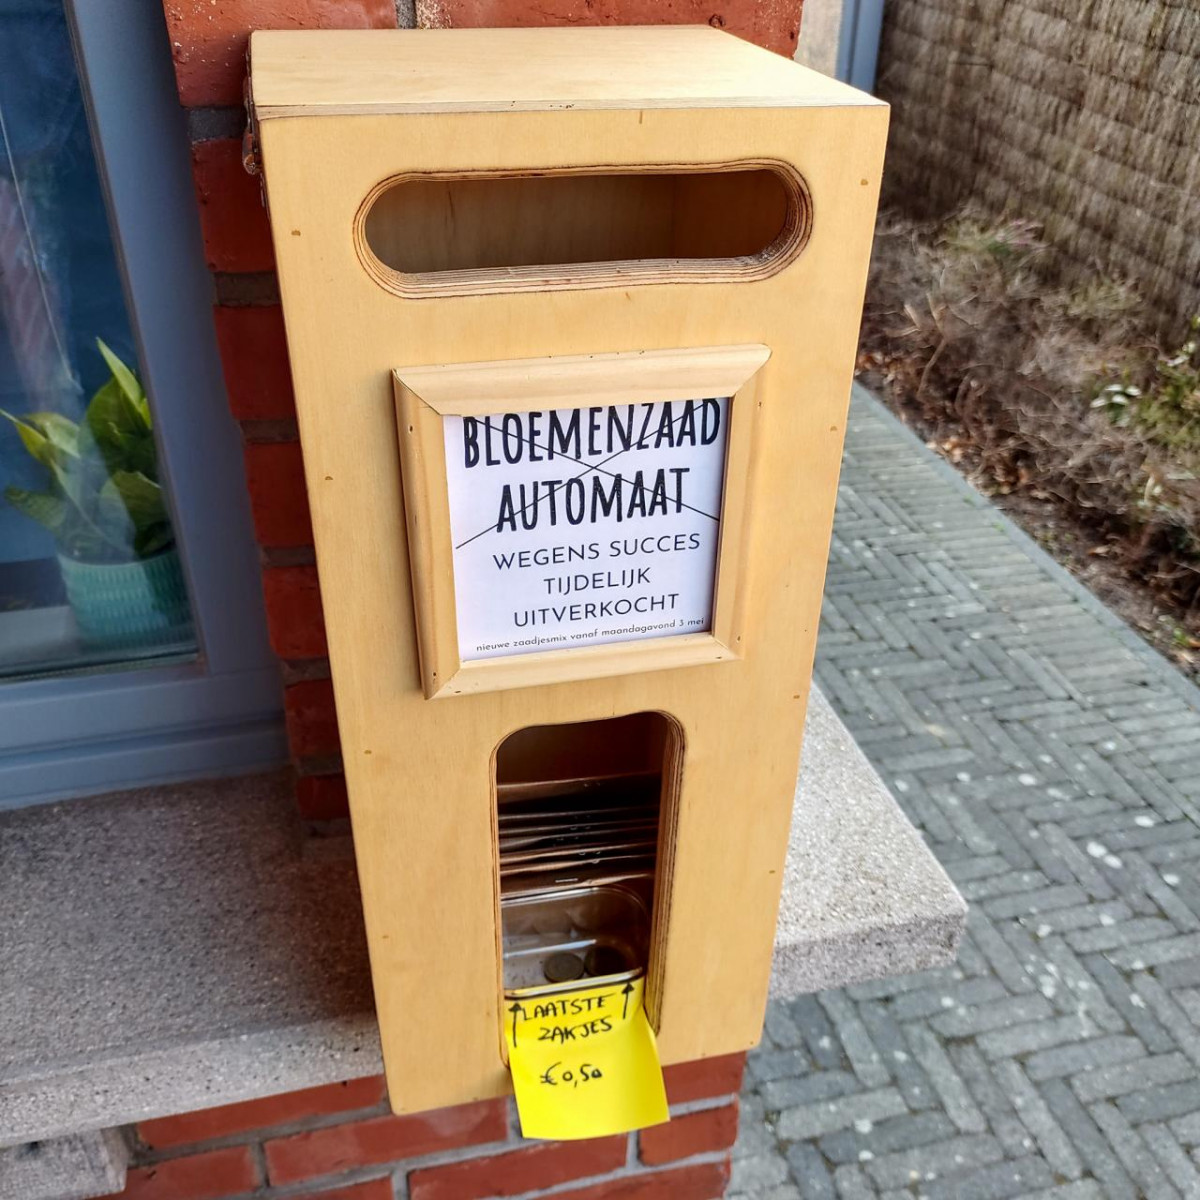 BLOEMENZAAD
AUTOMAAT
WEGENS SUCCES
TIJDELIJK
UITVERKOCHT
nieuwe zaadjesmix vanaf maandagavond 3 mei
LAATSTE
ZAKJES
€0,50